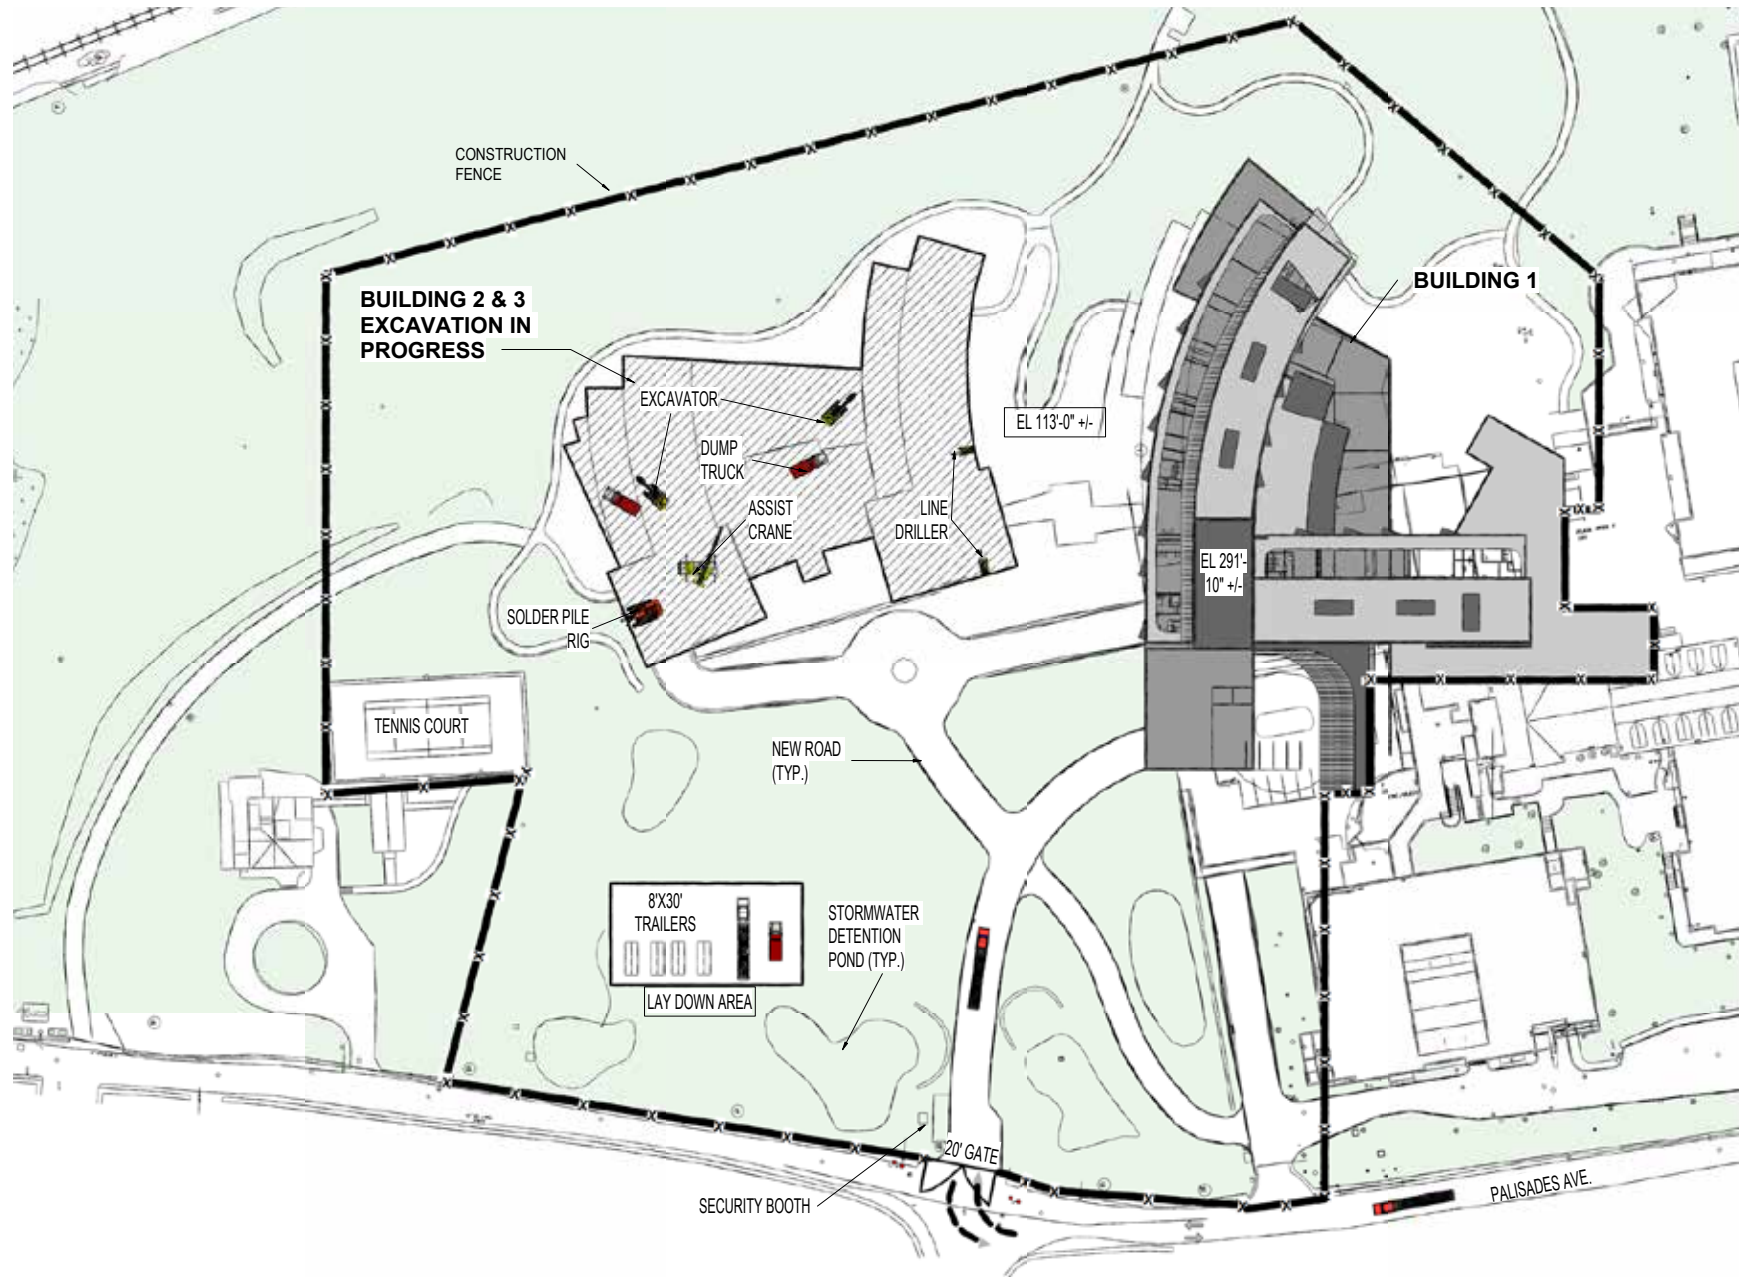 CONSTRUCTION
FENCE
BUILDING 2 & 3
EXCAVATION IN
PROGRESS
BUILDING 1
EXCAVATOR
EL 113'-0" +/-
DUMP
TRUCK
ASSIST
CRANE
LINE
DRILLER
EL 291'-
10" +/-
SOLDER PILE
RIG
TENNIS COURT
NEW ROAD
(TYP.)
8'X30'
TRAILERS
LAY DOWN AREA
STORMWATER
DETENTION
POND (TYP.)
20' GATE
SECURITY BOOTH
PALISADES AVE.